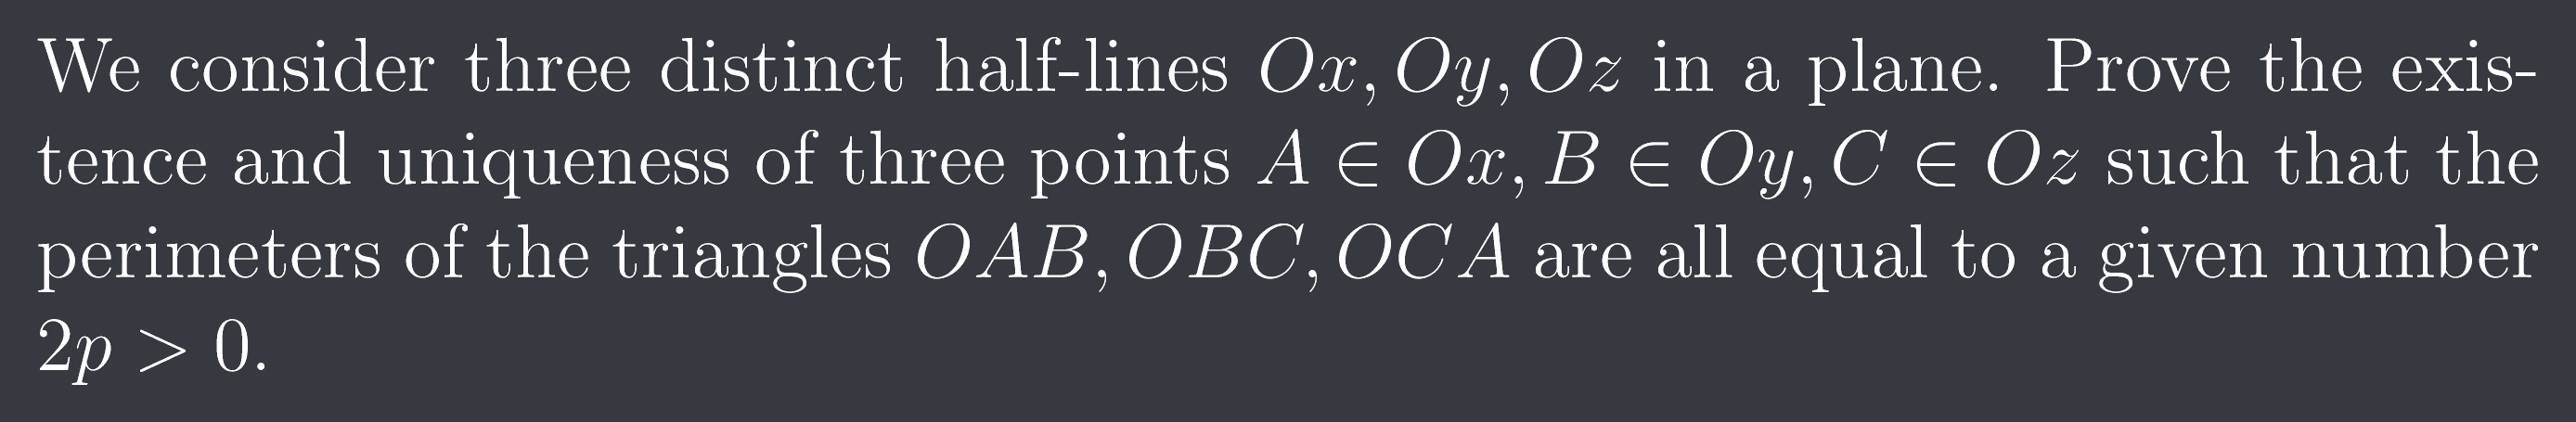 We consider three distinct half-lines Ox, Oy, Oz in a plane. Prove the exis-
tence and uniqueness of three points A ∈ Ox, B ∈ Oy, C ∈ Oz such that the
perimeters of the triangles OAB, OBC, OCA are all equal to a given number
2p > 0.